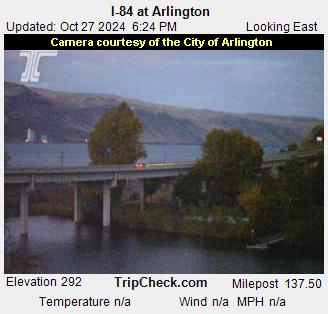 I-84 at Arlington
Updated: Oct 27 2024 6:24 PM Looking East
Camera courtesy of the City of Arlington
Elevation 292 TripCheck.com Milepost 137.50
Temperature n/a Wind n/a MPH n/a